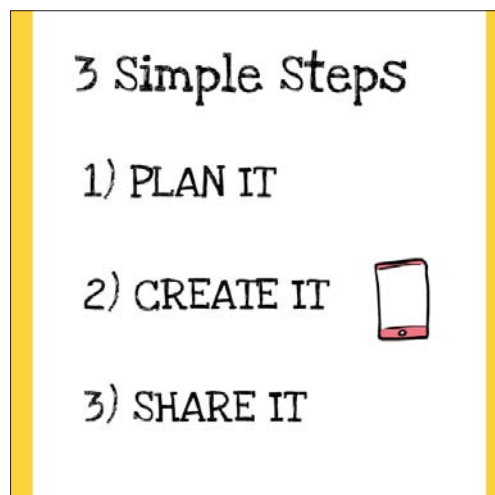 3 Simple Steps
1) PLAN IT
2) CREATE IT
3) SHARE IT